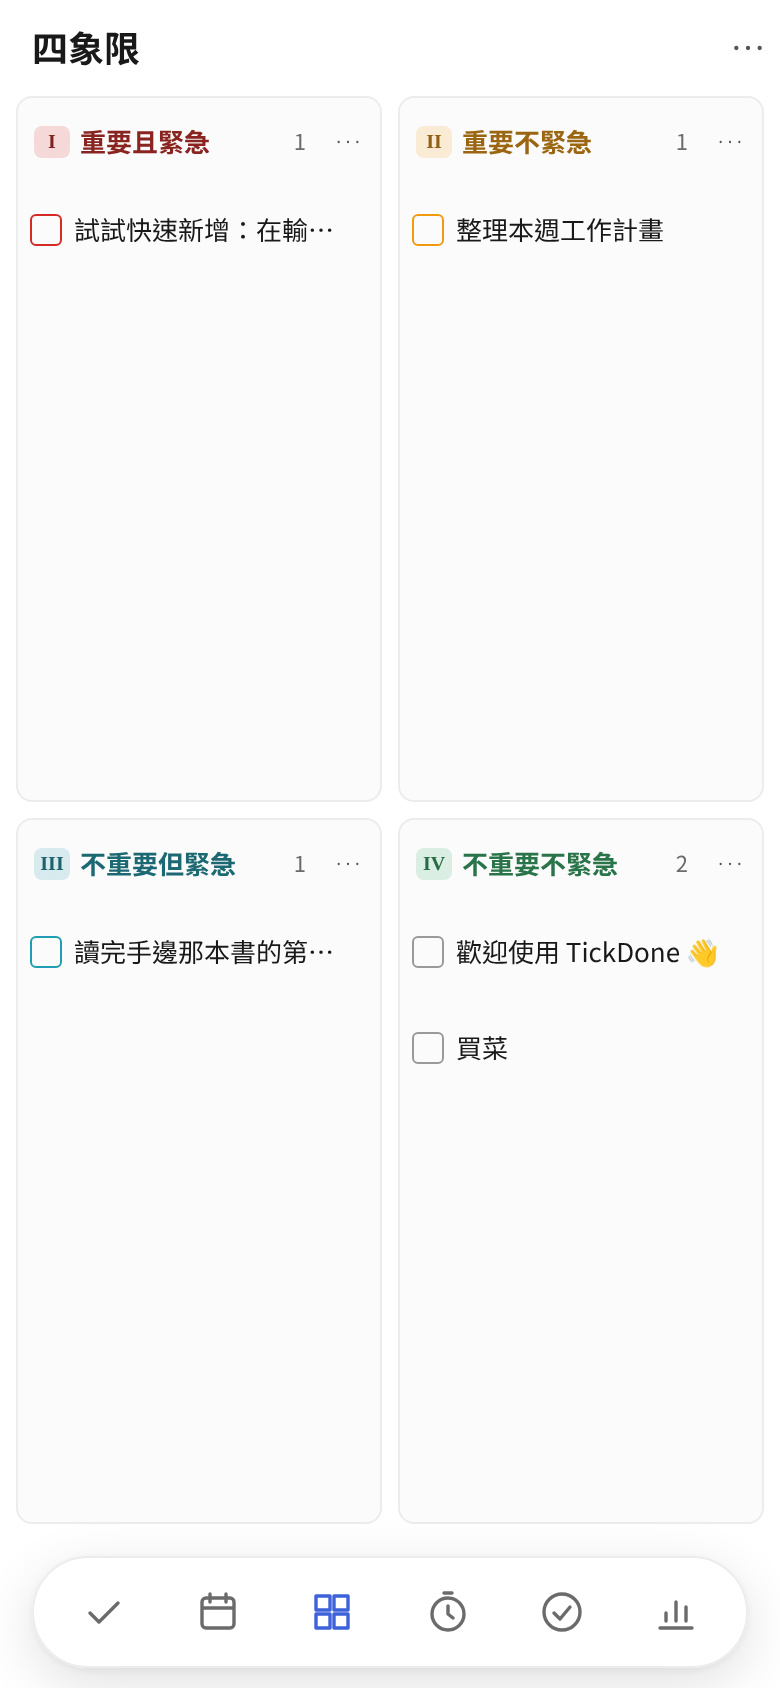 四象限
I 重要且緊急 1
試試快速新增：在輸⋯
II 重要不緊急 1
整理本週工作計畫
III 不重要但緊急 1
讀完手邊那本書的第⋯
IV 不重要不緊急 2
歡迎使用 TickDone 👋
買菜